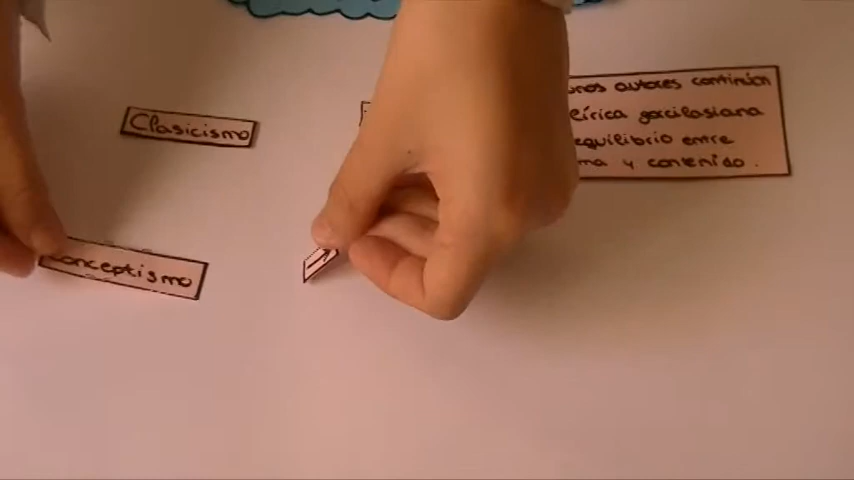 Clasicismo
autores continúan
lírica garcilasiana
equilibrio entre
y contenido.
conceptismo